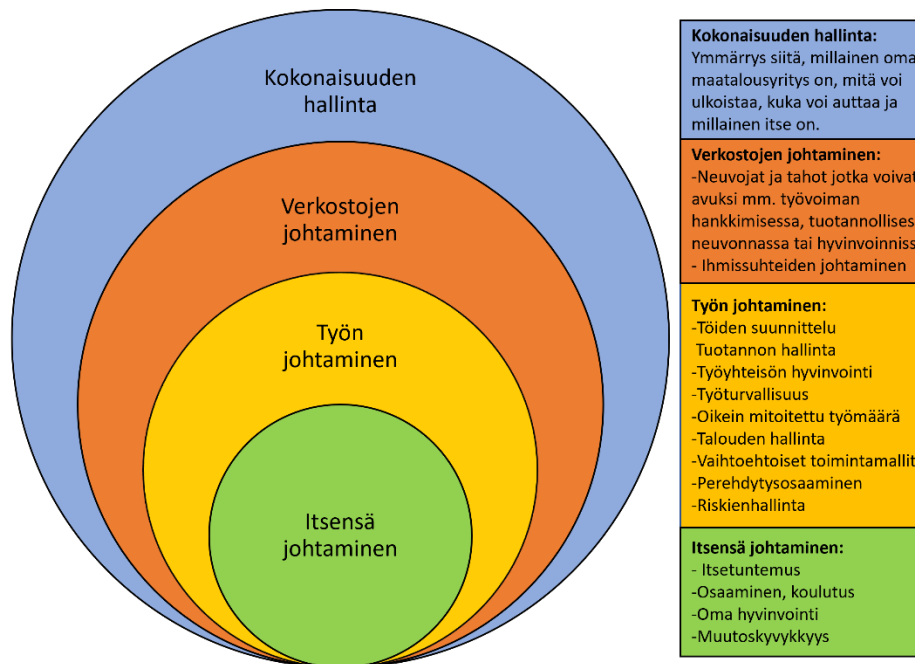 Kokonaisuuden
hallinta
Verkostojen
johtaminen
Työn
johtaminen
Itsensä
johtaminen
Kokonaisuuden hallinta:
Ymmärrys siitä, millainen oma
maatalousyritys on, mitä voi
ulkoistaa, kuka voi auttaa ja
millainen itse on.
Verkostojen johtaminen:
-Neuvojat ja tahot jotka voivat
avuksi mm. työvoiman
hankkimisessa, tuotannollises
neuvonnassa tai hyvinvoinniss
- Ihmissuhteiden johtaminen
Työn johtaminen:
-Töiden suunnittelu
Tuotannon hallinta
-Työyhteisön hyvinvointi
-Työturvallisuus
-Oikein mitoitettu työmäärä
-Talouden hallinta
-Vaihtoehtoiset toimintamallit
-Perehdytysosaaminen
-Riskienhallinta
Itsensä johtaminen:
- Itsetuntemus
-Osaaminen, koulutus
-Oma hyvinvointi
-Muutoskyvykkyys